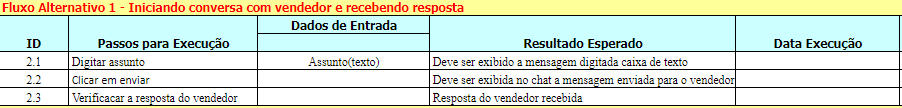 Fluxo Alternativo 1 - Iniciando conversa com vendedor e recebendo resposta
Dados de Entrada
ID Passos para Execução Resultado Esperado Data Execução
2.1 Digitar assunto Assunto(texto) Deve ser exibido a mensagem digitada caixa de texto
2.2 Clicar em enviar Deve ser exibida no chat a mensagem enviada para o vendedor
2.3 Verificacar a resposta do vendedor Resposta do vendedor recebida